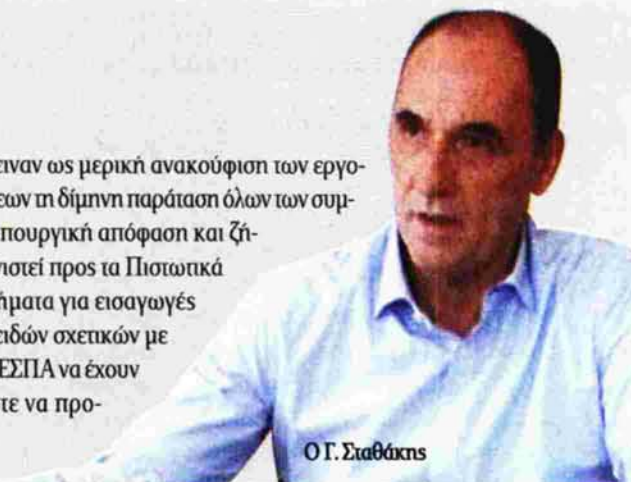 ειναν ως μερική ανακούφιση των εργο-
εων τη δίμηνη παράταση όλων των συμ-
πουργική απόφαση και ζή-
ιστεί προς τα Πιστωτικά
ήματα για εισαγωγές
ειδών σχετικών με
ΕΣΠΑ να έχουν
τε να προ-
Ο Γ. Σταθάκης